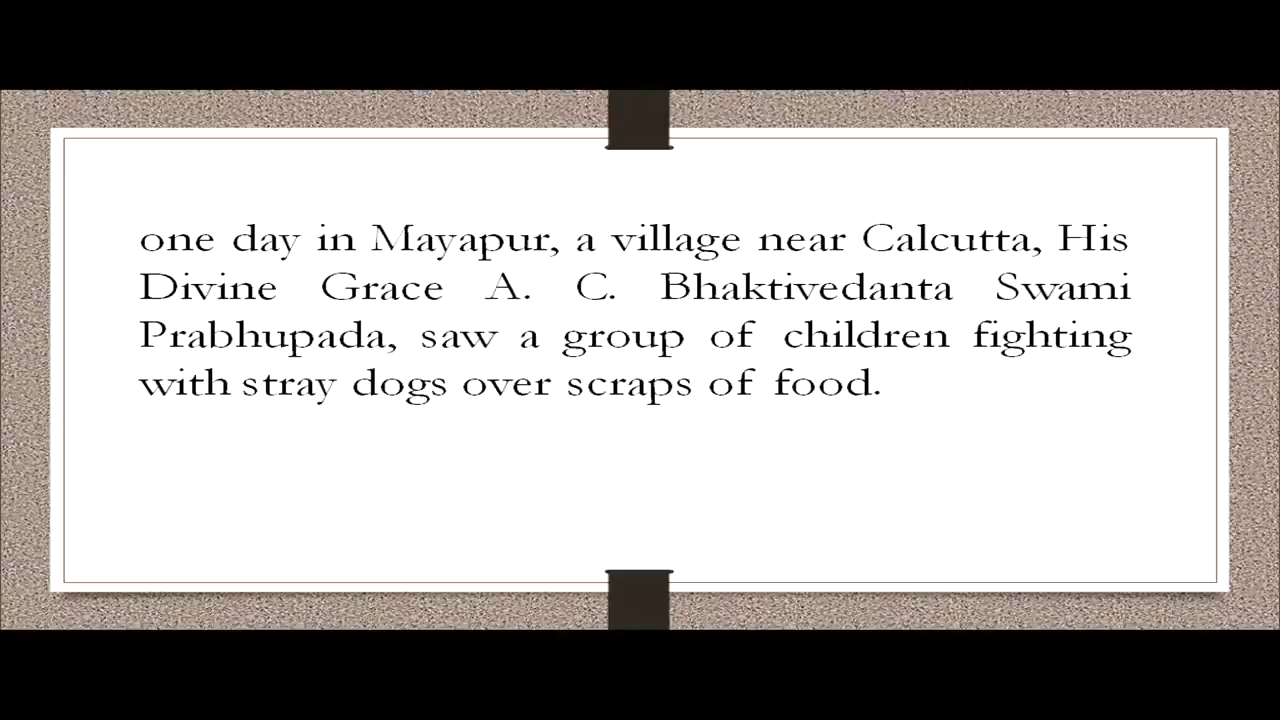 one day in Mayapur, a village near Calcutta, His
Divine Grace A. C. Bhaktivedanta Swami
Prabhupada, saw a group of children fighting
with stray dogs over scraps of food.